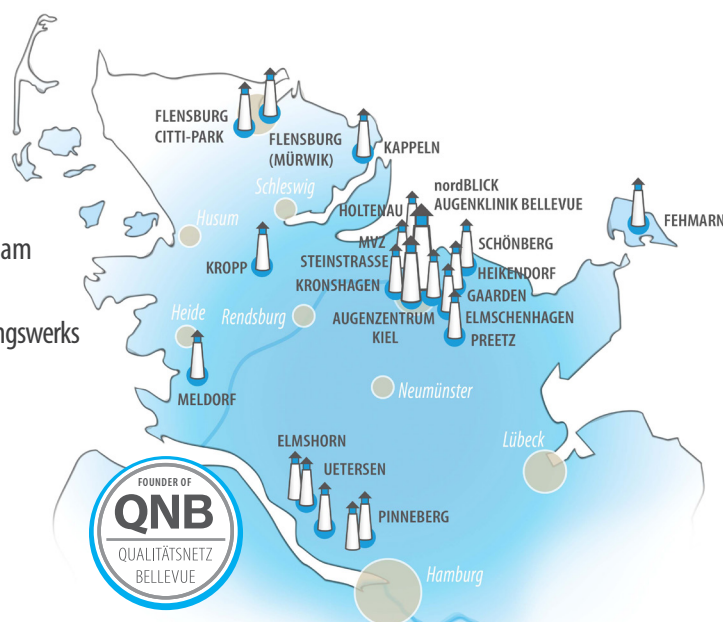 FLENSBURG
CITTI-PARK
FLENSBURG
(MÜRWIK)
KAPPELN
Schleswig
nordBLICK
AUGENKLINIK BELLEVUE
HOLTENAU
FEHMARN
Husum
am
MVZ
STEINSTRASSE
SCHÖNBERG
KROPP
HEIKENDORF
KRONSHAGEN
GAARDEN
Heide
Rendsburg
AUGENZENTRUM
KIEL
ELMSCHENHAGEN
ngswerks
PREETZ
MELDORF
Neumünster
ELMSHORN
Lübeck
UETERSEN
FOUNDER OF
QNB
QUALITÄTSNETZ
BELLEVUE
PINNEBERG
Hamburg